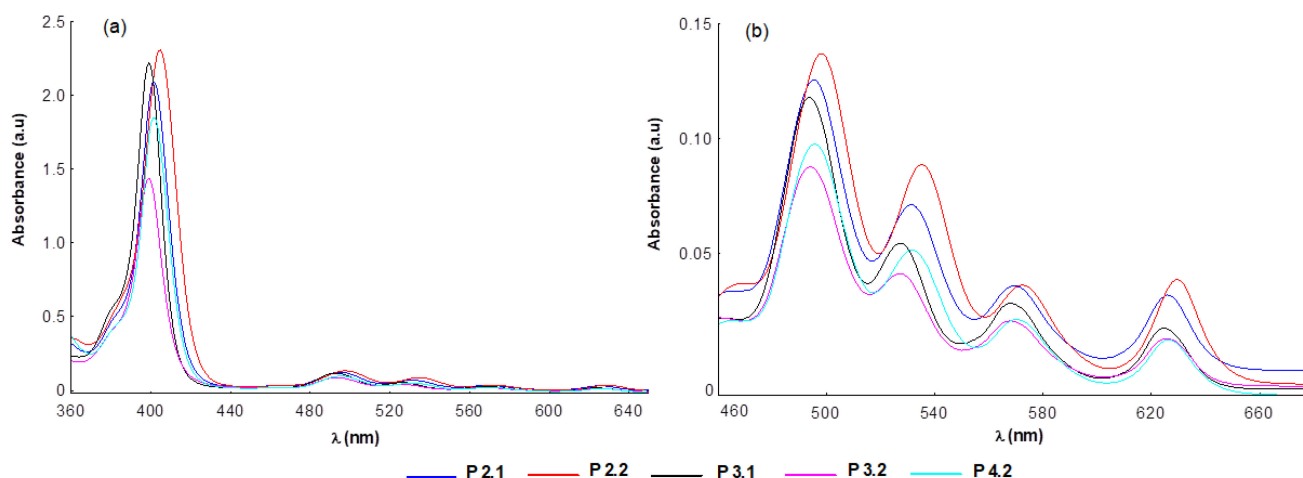 (a)
Absorbance (a.u)
2.5
2.0
1.5
1.0
0.5
0
360 400 440 480 520 560 600 640
λ (nm)
(b)
Absorbance (a.u)
0.15
0.10
0.05
0
460 500 540 580 620 660
λ (nm)
P 2.1 P 2.2 P 3.1 P 3.2 P 4.2